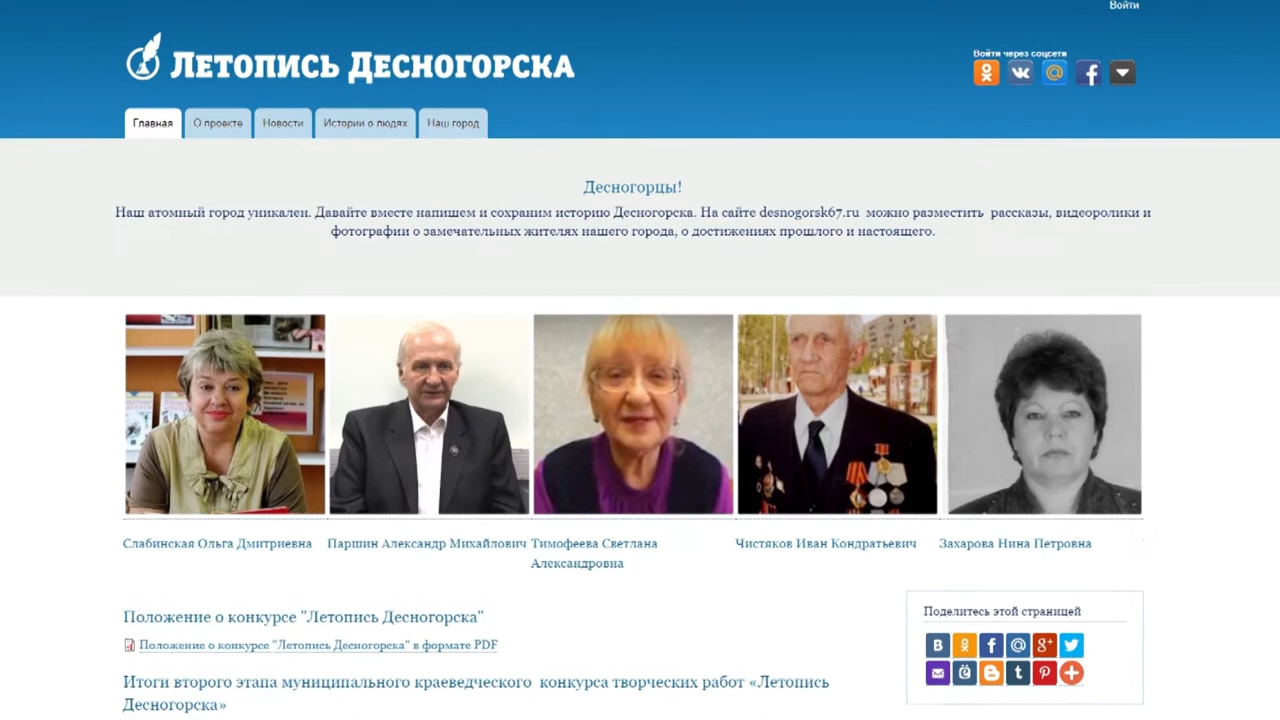 Войти
Летопись Десногорска
Войти через соцсети
Главная
О проекте
Новости
Истории о людях
Наш город
Десногорцы!
Наш атомный город уникален. Давайте вместе напишем и сохраним историю Десногорска. На сайте desnogorsk67.ru можно разместить рассказы, видеоролики и
фотографии о замечательных жителях нашего города, о достижениях прошлого и настоящего.
Слабинская Ольга Дмитриевна
Паршин Александр Михайлович
Тимофеева Светлана
Александровна
Чистяков Иван Кондратьевич
Захарова Нина Петровна
Положение о конкурсе "Летопись Десногорска"
Положение о конкурсе "Летопись Десногорска" в формате PDF
Итоги второго этапа муниципального краеведческого конкурса творческих работ «Летопись
Десногорска»
Поделитесь этой страницей